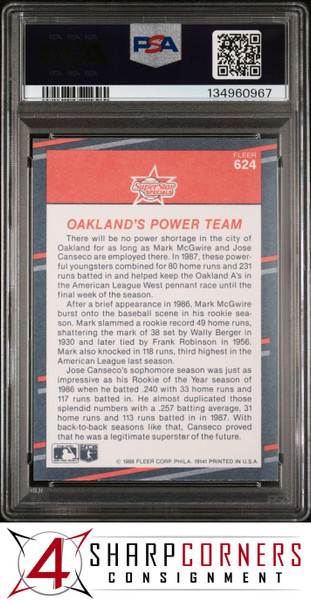 PSA
134960967
FLEER
624
SuperStar
SPECIALS
OAKLAND'S POWER TEAM
There will be no power shortage in the city of
Oakland for as long as Mark McGwire and Jose
Canseco are employed there. In 1987, these pow-
erful youngsters combined for 80 home runs and 231
runs batted in and helped keep the Oakland A's in
the American League West pennant race until the
final week of the season.
After a brief appearance in 1986, Mark McGwire
burst onto the baseball scene in his rookie sea-
son. Mark slammed a rookie record 49 home runs,
shattering the mark of 38 set by Wally Berger in
1930 and later tied by Frank Robinson in 1956.
Mark also knocked in 118 runs, third highest in the
American League last season.
Jose Canseco's sophomore season was just as
impressive as his Rookie of the Year season of
1986 when he batted .240 with 33 home runs and
117 runs batted in. He almost duplicated those
splendid numbers with a .257 batting average, 31
home runs and 113 runs batted in in 1987. With
back-to-back seasons like that, Canseco proved
that he was a legitimate superstar of the future.
© 1988 FLEER CORP. PHILA. 19141 PRINTED IN U.S.A.
4 SHARPCORNERS
CONSIGNMENT